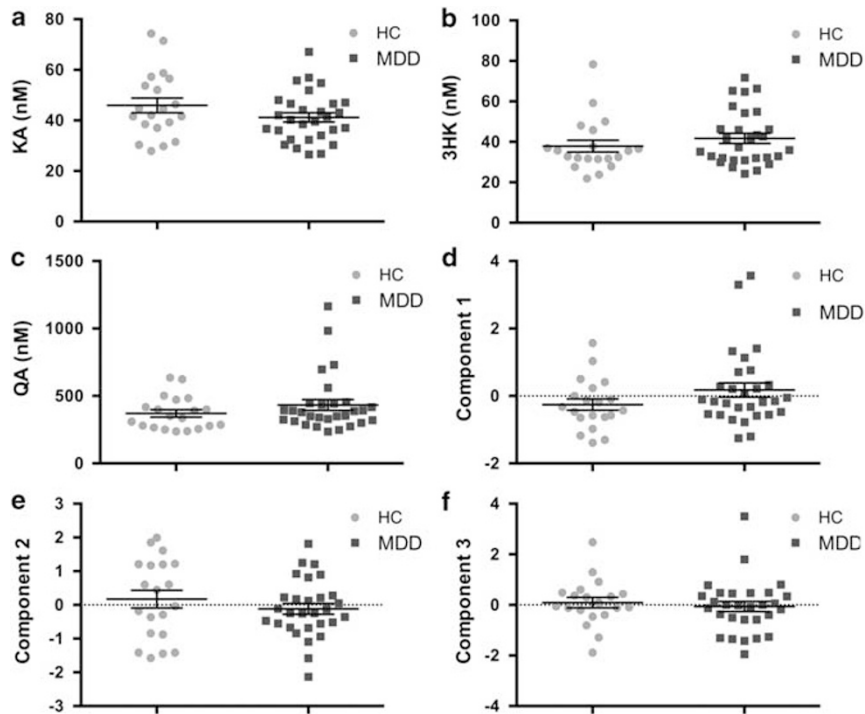 a
KA (nM)
80
60
40
20
0
HC
MDD
b
3HK (nM)
100
80
60
40
20
0
HC
MDD
c
QA (nM)
1500
1000
500
0
HC
MDD
d
Component 1
4
2
0
-2
HC
MDD
e
Component 2
3
2
1
0
-1
-2
-3
HC
MDD
f
Component 3
4
2
0
-2
-4
HC
MDD